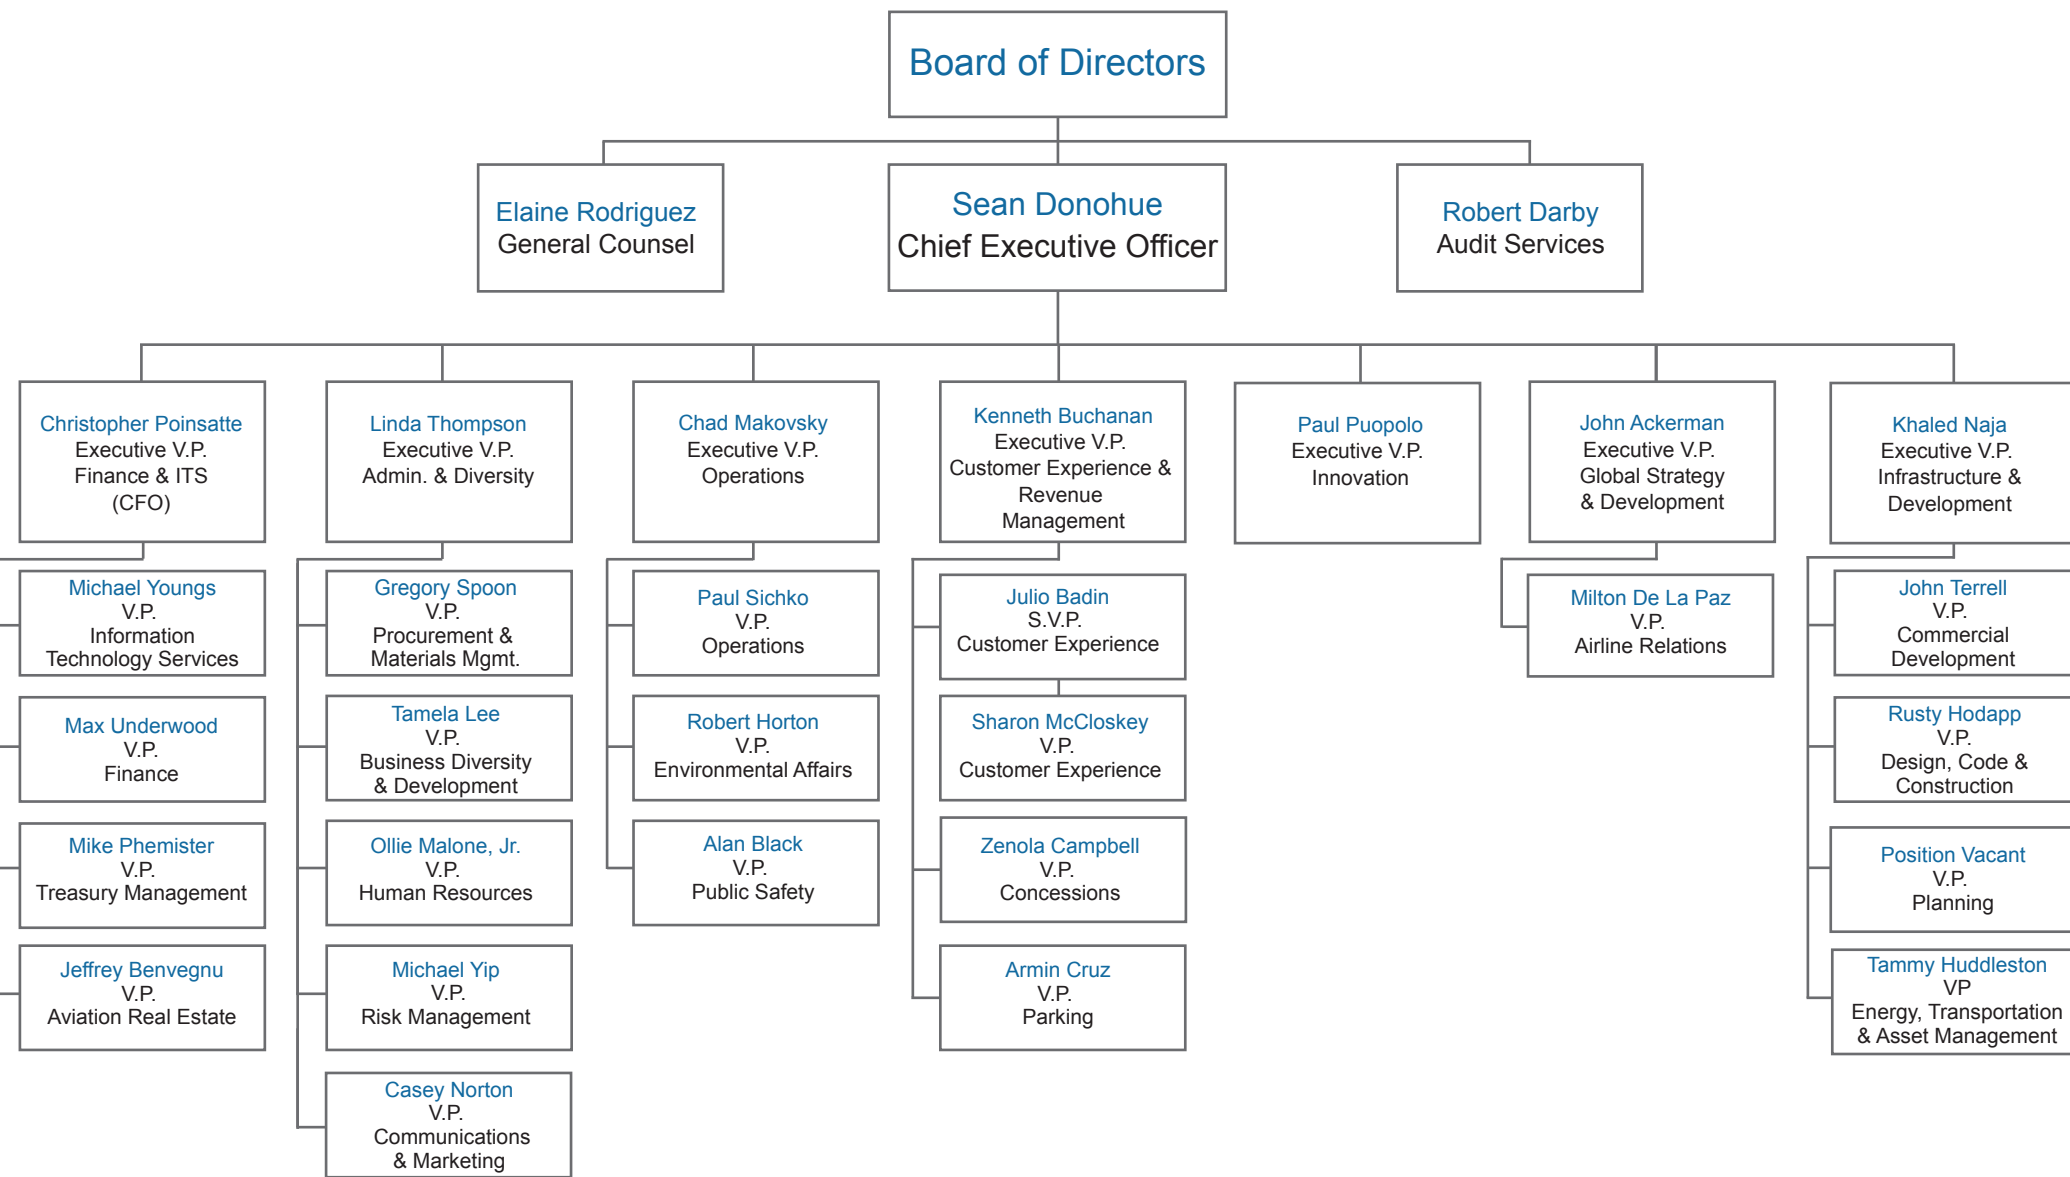 Board of Directors
Elaine Rodriguez
General Counsel
Sean Donohue
Chief Executive Officer
Robert Darby
Audit Services
Christopher Poinsatte
Executive V.P.
Finance & ITS
(CFO)
Linda Thompson
Executive V.P.
Admin. & Diversity
Chad Makovsky
Executive V.P.
Operations
Kenneth Buchanan
Executive V.P.
Customer Experience &
Revenue
Management
Paul Puopolo
Executive V.P.
Innovation
John Ackerman
Executive V.P.
Global Strategy
& Development
Khaled Naja
Executive V.P.
Infrastructure &
Development
Michael Youngs
V.P.
Information
Technology Services
Max Underwood
V.P.
Finance
Mike Phemister
V.P.
Treasury Management
Jeffrey Benvegnu
V.P.
Aviation Real Estate
Gregory Spoon
V.P.
Procurement &
Materials Mgmt.
Tamela Lee
V.P.
Business Diversity
& Development
Ollie Malone, Jr.
V.P.
Human Resources
Michael Yip
V.P.
Risk Management
Casey Norton
V.P.
Communications
& Marketing
Paul Sichko
V.P.
Operations
Robert Horton
V.P.
Environmental Affairs
Alan Black
V.P.
Public Safety
Julio Badin
S.V.P.
Customer Experience
Sharon McCloskey
V.P.
Customer Experience
Zenola Campbell
V.P.
Concessions
Armin Cruz
V.P.
Parking
Milton De La Paz
V.P.
Airline Relations
John Terrell
V.P.
Commercial
Development
Rusty Hodapp
V.P.
Design, Code &
Construction
Position Vacant
V.P.
Planning
Tammy Huddleston
VP
Energy, Transportation
& Asset Management